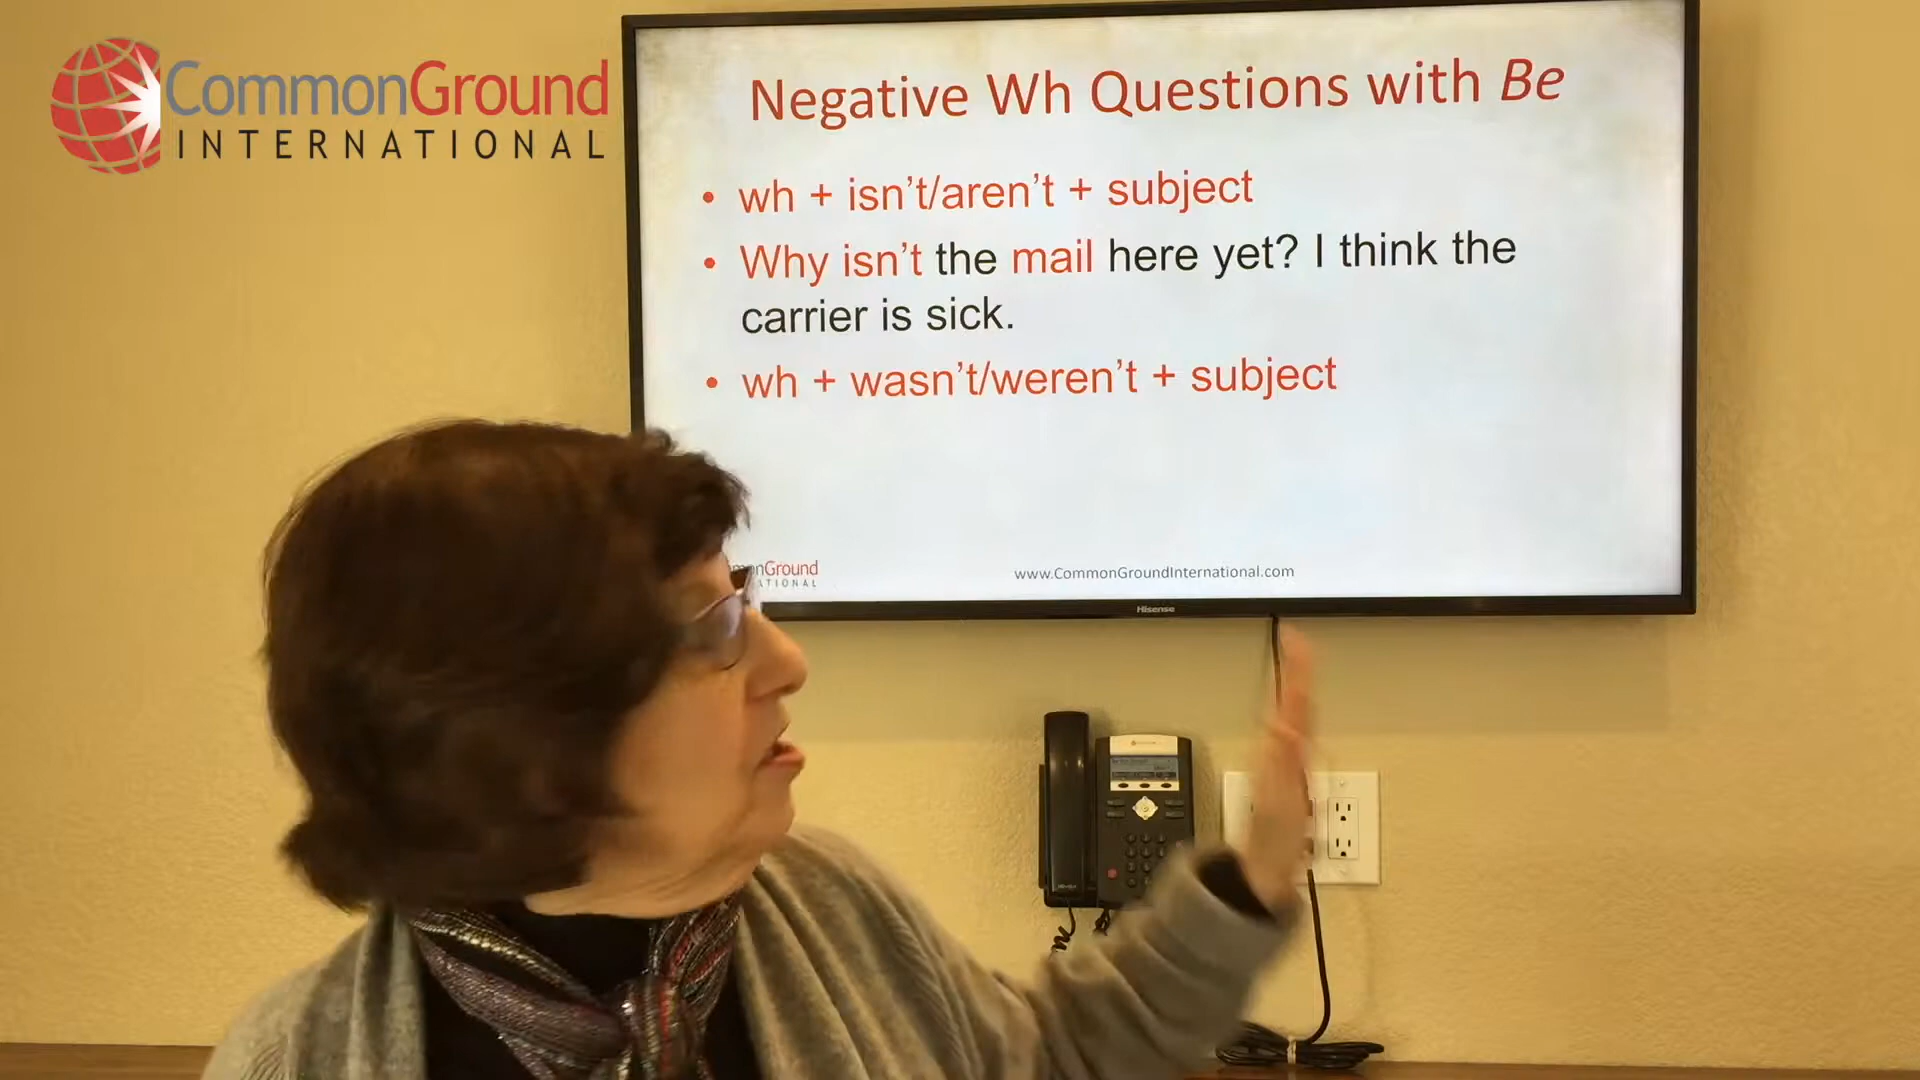 CommonGround
INTERNATIONAL
Negative Wh Questions with Be
• wh + isn't/aren't + subject
• Why isn't the mail here yet? I think the
carrier is sick.
• wh + wasn't/weren't + subject
monGround
www.CommonGroundInternational.com
Hisense